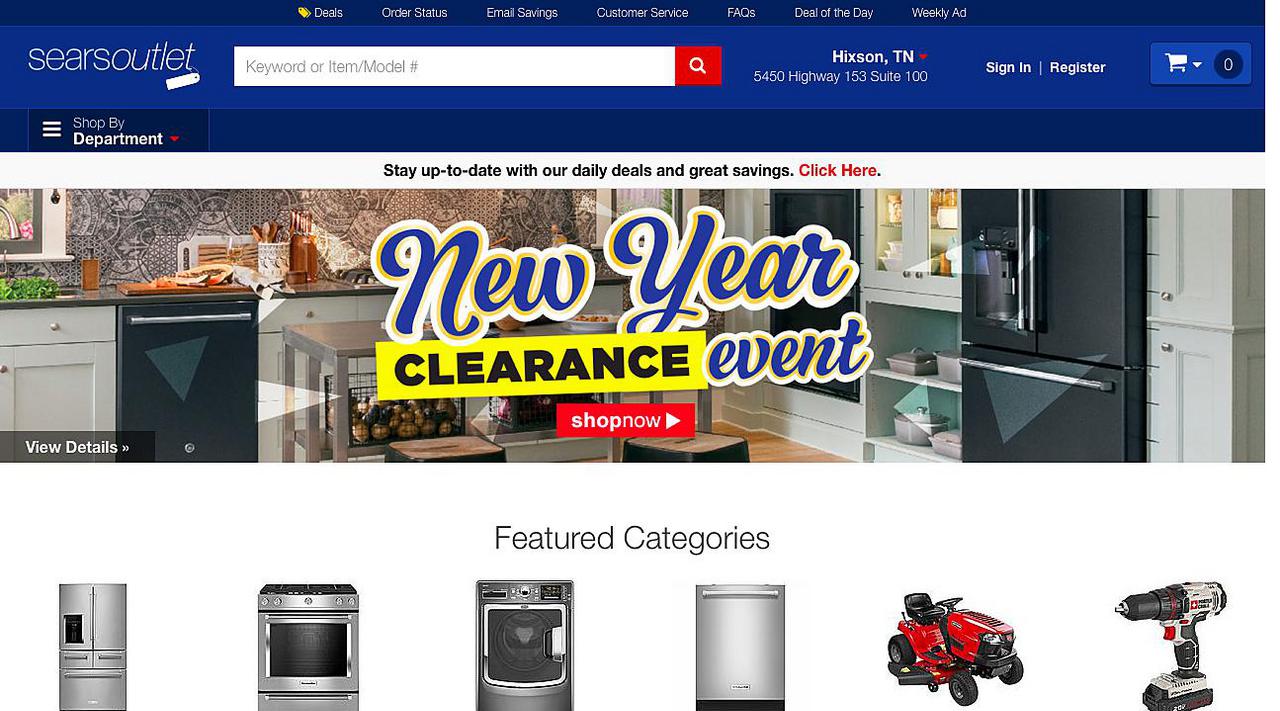 Deals Order Status Email Savings Customer Service FAQs Deal of the Day Weekly Ad
searsoutlet
Keyword or Item/Model #
Hixson, TN
5450 Highway 153 Suite 100
Sign In | Register
0
Shop By
Department
Stay up-to-date with our daily deals and great savings. Click Here.
New Year
CLEARANCE event
shopnow
View Details »
Featured Categories